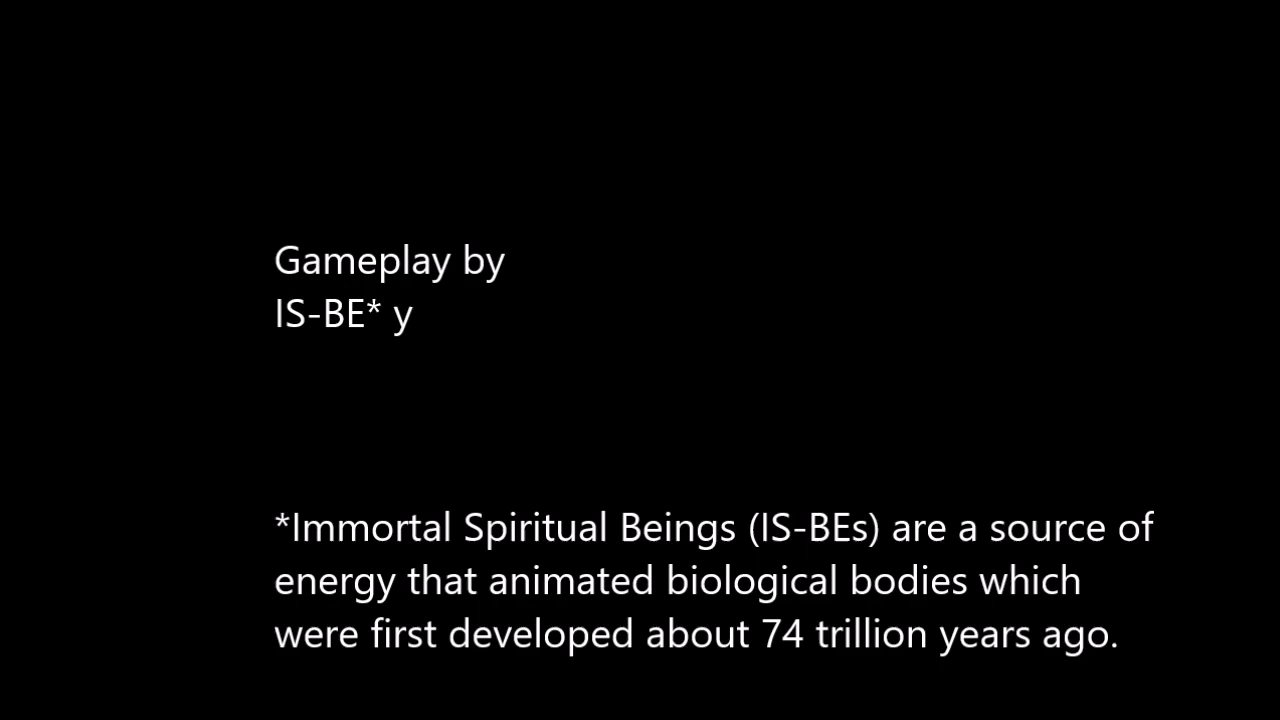 Gameplay by
IS-BE* y
*Immortal Spiritual Beings (IS-BEs) are a source of
energy that animated biological bodies which
were first developed about 74 trillion years ago.